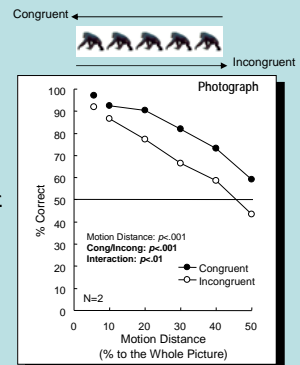 Congruent
Incongruent
Photograph
100
90
80
70
60
50
40
30
20
10
0
% Correct
Motion Distance: p<.001
Cong/Incong: p<.001
Interaction: p<.01
Congruent
Incongruent
N=2
0 10 20 30 40 50
Motion Distance
(% to the Whole Picture)